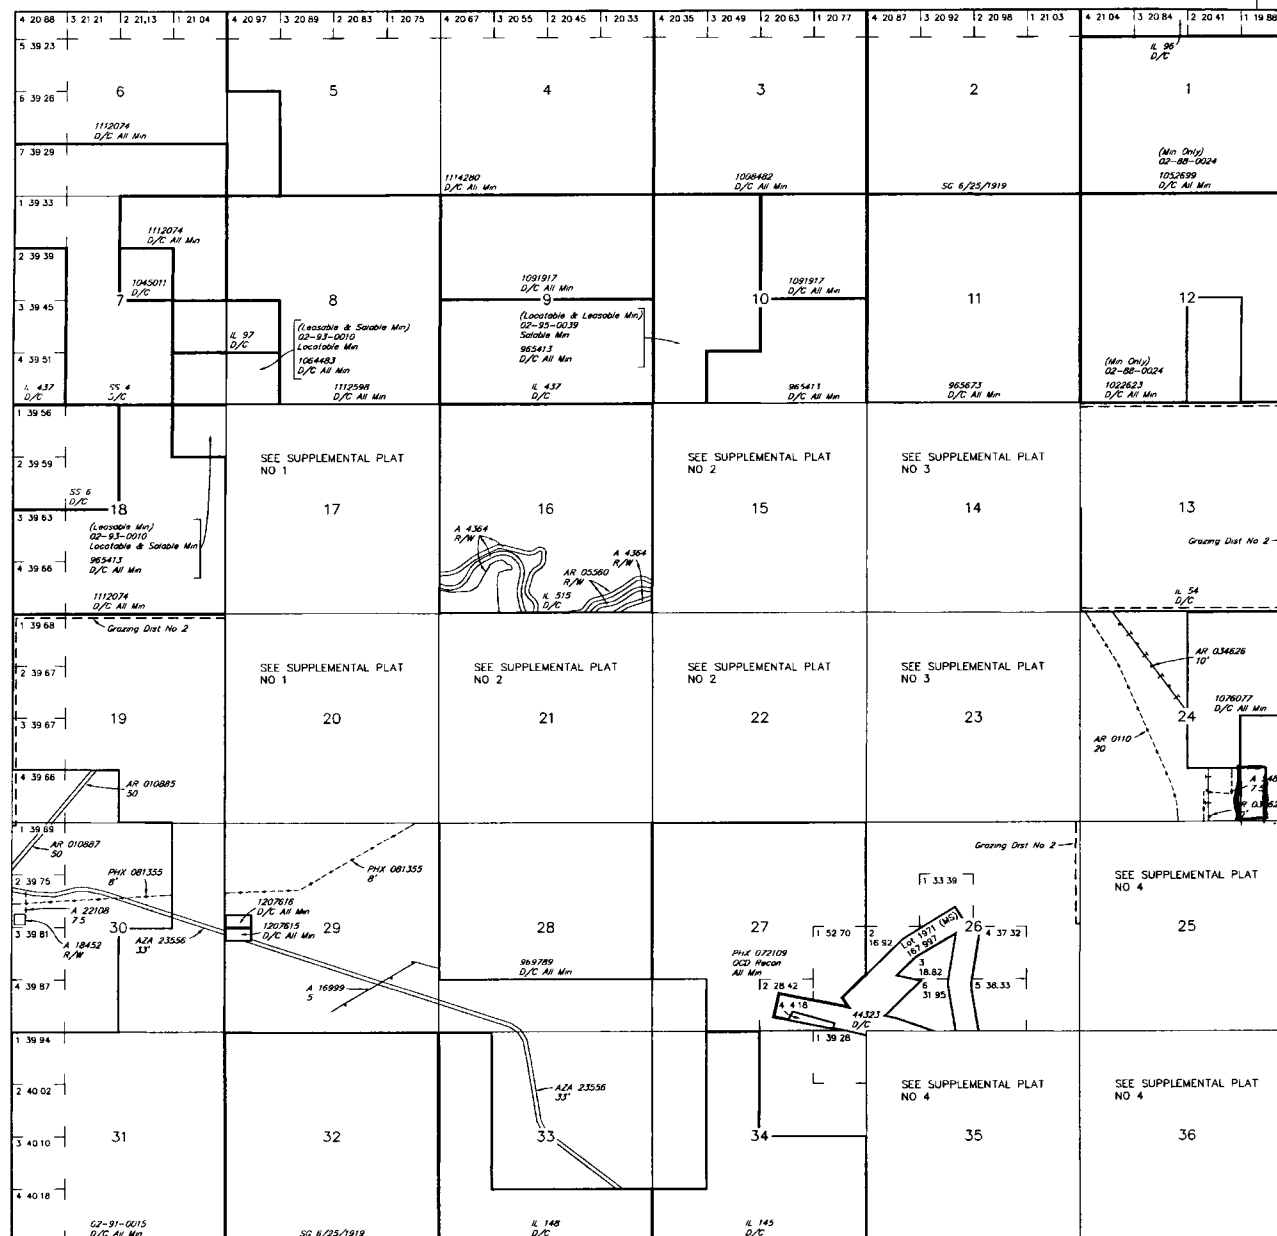 4 20 88 3 21 21 1 2 21,13 1 21 04 4 20 97 3 20 89 2 20 83 1 20 75 4 20 67 3 20 55 2 20 45 1 20 33 4 20 35 3 20 49 2 20 63 1 20 77 4 20 87 3 20 92 2 20 98 1 21 03 4 21 04 3 20 84 2 20 41 1 19 88
5 39 23
IL 96
D/C
6 39 26
6 5 4 3 2 1
1112074
D/C All Min
7 39 29
(Min Only)
02-88-0024
1052699
D/C All Min
1114280
D/C All Min
1008482
D/C All Min
SG 6/25/1919
1 39 33
1112074
D/C All Min
2 39 39
1045011
D/C
1091917
D/C All Min
1091917
D/C All Min
3 39 45
7 8 9 10 11 12
IL 97
D/C
(Leasable & Salable Min)
02-93-0010
Locatable Min
1064483
D/C All Min
(Locatable & Leasable Min)
02-95-0039
Salable Min
965413
D/C All Min
4 39 51
(Min Only)
02-88-0024
1022623
D/C All Min
IL 437
D/C
SS 4
D/C
1112598
D/C All Min
IL 437
D/C
965413
D/C All Min
965673
D/C All Min
1 39 56
2 39 59
SEE SUPPLEMENTAL PLAT
NO 1
SEE SUPPLEMENTAL PLAT
NO 2
SEE SUPPLEMENTAL PLAT
NO 3
SS 6
D/C
3 39 63
18 17 16 15 14 13
(Leasable Min)
02-93-0010
Locatable & Salable Min
965413
D/C All Min
A 4364
R/W
A 4364
R/W
AR 05560
R/W
Grazing Dist No 2
4 39 66
1112074
D/C All Min
IL 515
D/C
IL 54
D/C
1 39 68
Grazing Dist No 2
2 39 67
SEE SUPPLEMENTAL PLAT
NO 1
SEE SUPPLEMENTAL PLAT
NO 2
SEE SUPPLEMENTAL PLAT
NO 2
SEE SUPPLEMENTAL PLAT
NO 3
AR 034626
10'
1076077
D/C All Min
3 39 67
19 20 21 22 23 24
AR 0110
20
4 39 66
AR 010885
50
1 39 69
AR 010887
50
PHX 081355
8'
PHX 081355
8'
Grazing Dist No 2
2 39 75
1 33 39
SEE SUPPLEMENTAL PLAT
NO 4
A 22108
7 5
1207616
D/C All Min
1207615
D/C All Min
3 39 81
30 29 28 27 26 25
A 18452
R/W
AZA 23556
33'
1 52 70
2
16 92
Lot 1971 (MS)
167.997
4 37 32
PHX 072109
QCD Recon
All Min
969789
D/C All Min
3
18.82
4 39 87
A 16999
5
2 28 42
6
31 95
5 38.33
4 4 18
44323
D/C
1 39 94
1 39 28
2 40 02
AZA 23556
33'
SEE SUPPLEMENTAL PLAT
NO 4
SEE SUPPLEMENTAL PLAT
NO 4
3 40 10
31 32 33 34 35 36
4 40 18
02-91-0015
D/C All Min
SG 6/25/1919
IL 148
D/C
IL 145
D/C